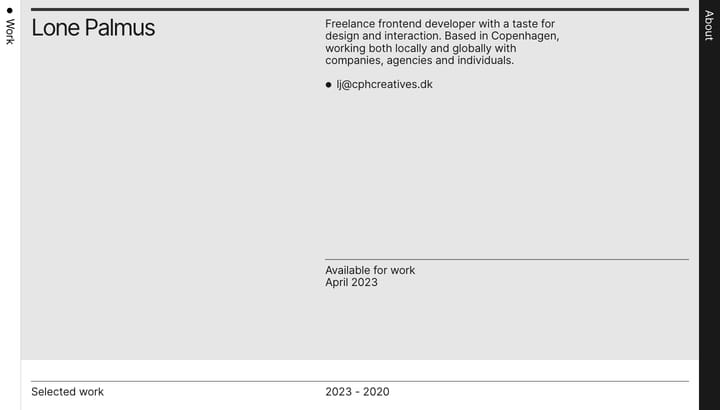 Work
Lone Palmus
Freelance frontend developer with a taste for
design and interaction. Based in Copenhagen,
working both locally and globally with
companies, agencies and individuals.
lj@cphcreatives.dk
Available for work
April 2023
Selected work
2023 - 2020
About